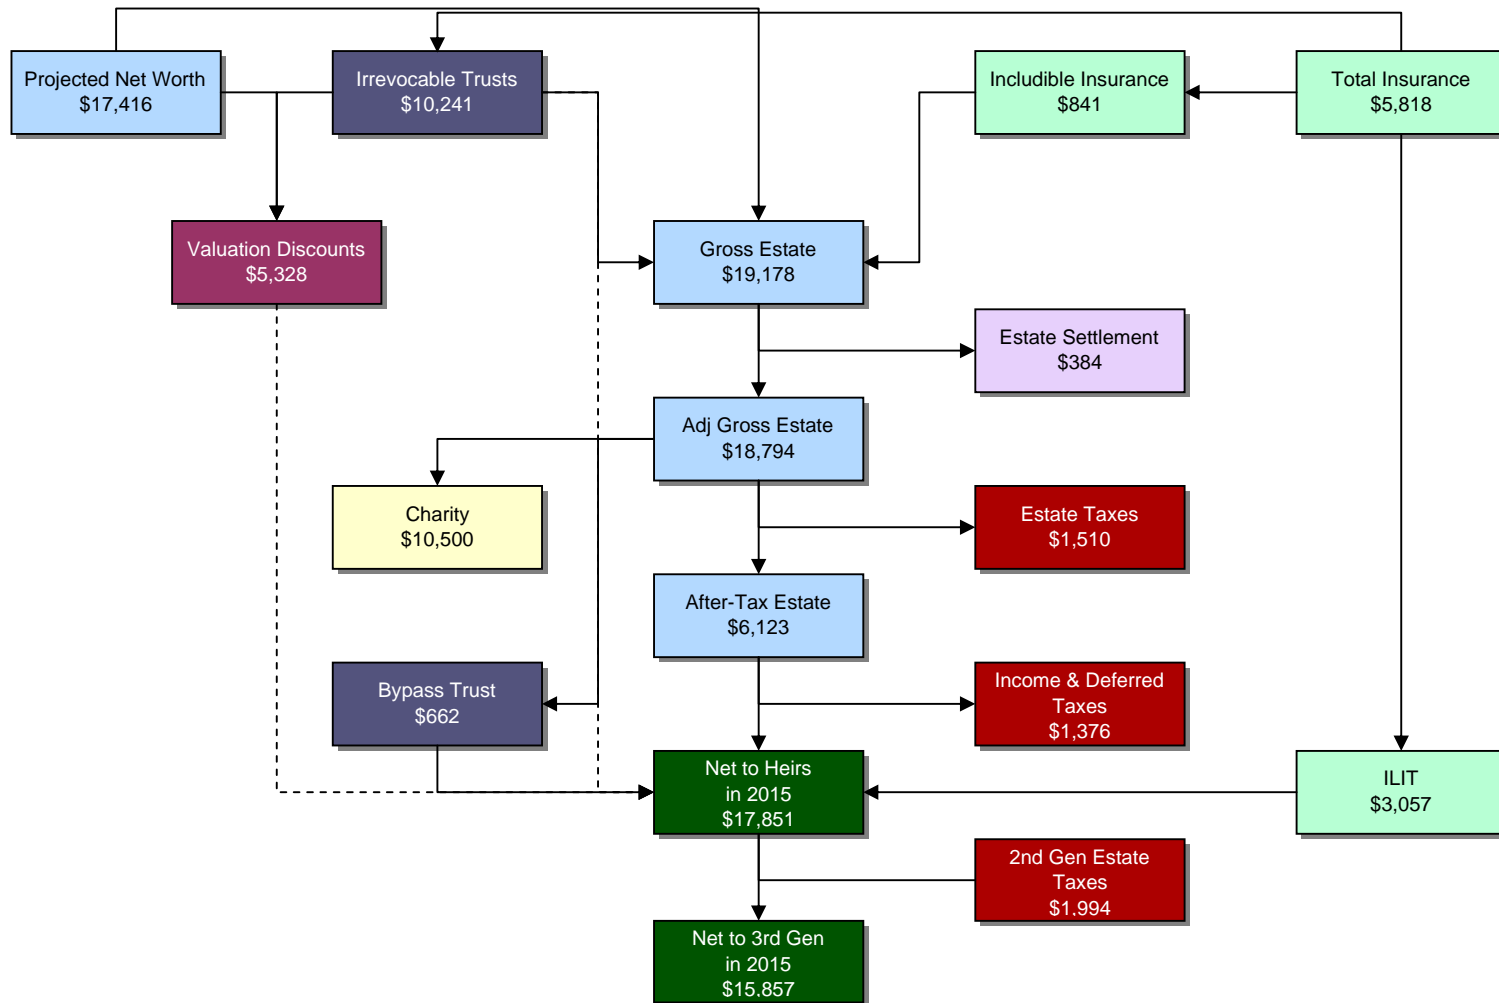 Projected Net Worth
$17,416
Irrevocable Trusts
$10,241
Includible Insurance
$841
Total Insurance
$5,818
Valuation Discounts
$5,328
Gross Estate
$19,178
Estate Settlement
$384
Adj Gross Estate
$18,794
Charity
$10,500
Estate Taxes
$1,510
After-Tax Estate
$6,123
Bypass Trust
$662
Income & Deferred
Taxes
$1,376
Net to Heirs
in 2015
$17,851
ILIT
$3,057
2nd Gen Estate
Taxes
$1,994
Net to 3rd Gen
in 2015
$15,857